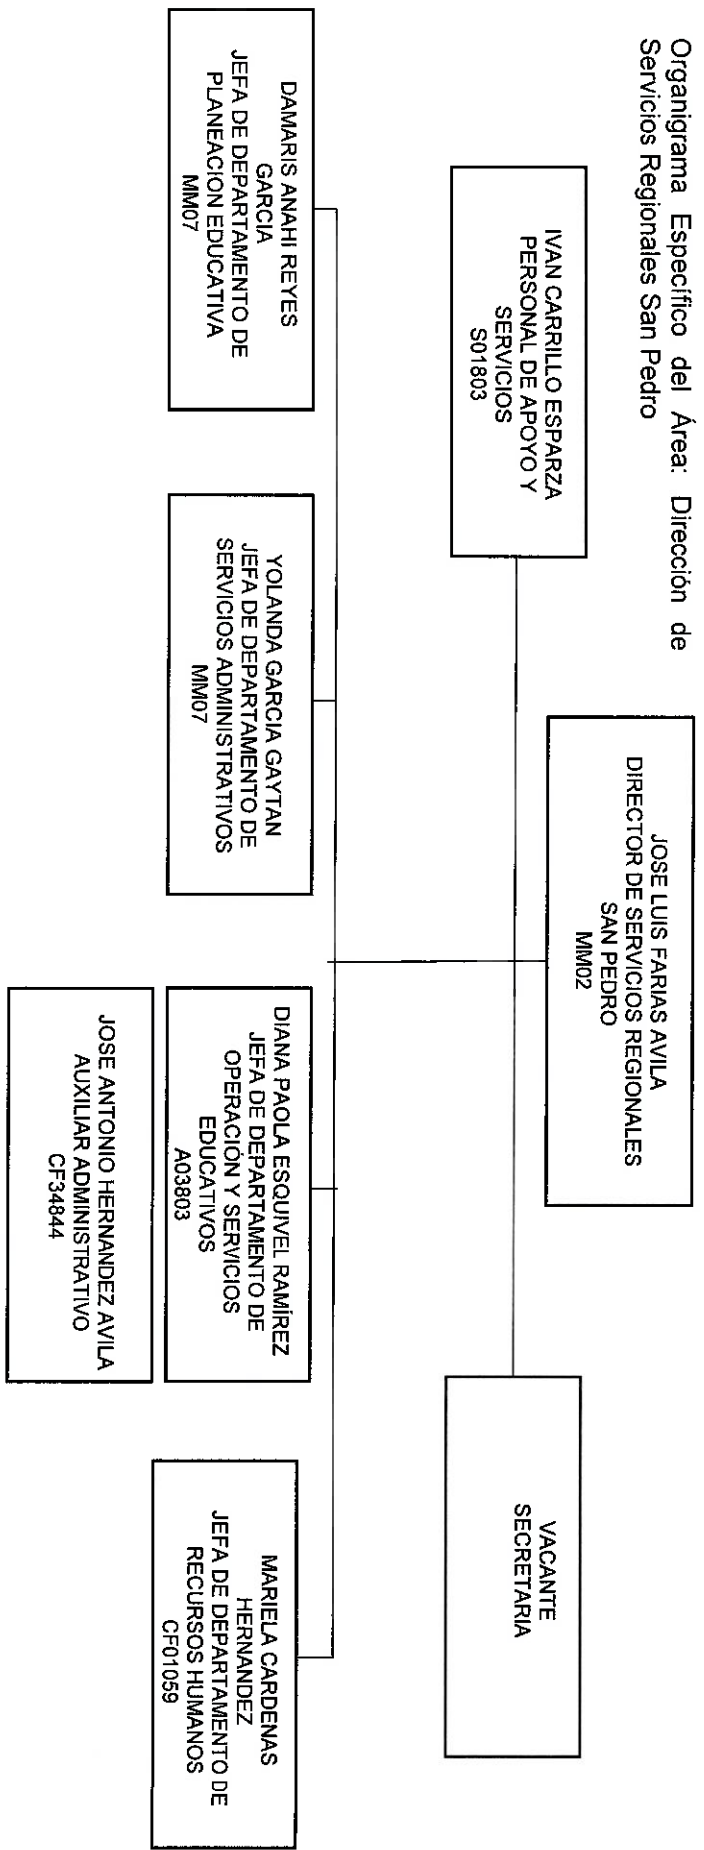 Organigrama Específico del Área: Dirección de
Servicios Regionales San Pedro
JOSE LUIS FARIAS AVILA
DIRECTOR DE SERVICIOS REGIONALES
SAN PEDRO
MM02
IVAN CARRILLO ESPARZA
PERSONAL DE APOYO Y
SERVICIOS
S01803
VACANTE
SECRETARIA
DAMARIS ANAHI REYES
GARCIA
JEFA DE DEPARTAMENTO DE
PLANEACION EDUCATIVA
MM07
YOLANDA GARCIA GAYTAN
JEFA DE DEPARTAMENTO DE
SERVICIOS ADMINISTRATIVOS
MM07
DIANA PAOLA ESQUIVEL RAMÍREZ
JEFA DE DEPARTAMENTO DE
OPERACIÓN Y SERVICIOS
EDUCATIVOS
A03803
MARIELA CARDENAS
HERNANDEZ
JEFA DE DEPARTAMENTO DE
RECURSOS HUMANOS
CF01059
JOSE ANTONIO HERNANDEZ AVILA
AUXILIAR ADMINISTRATIVO
CF34844